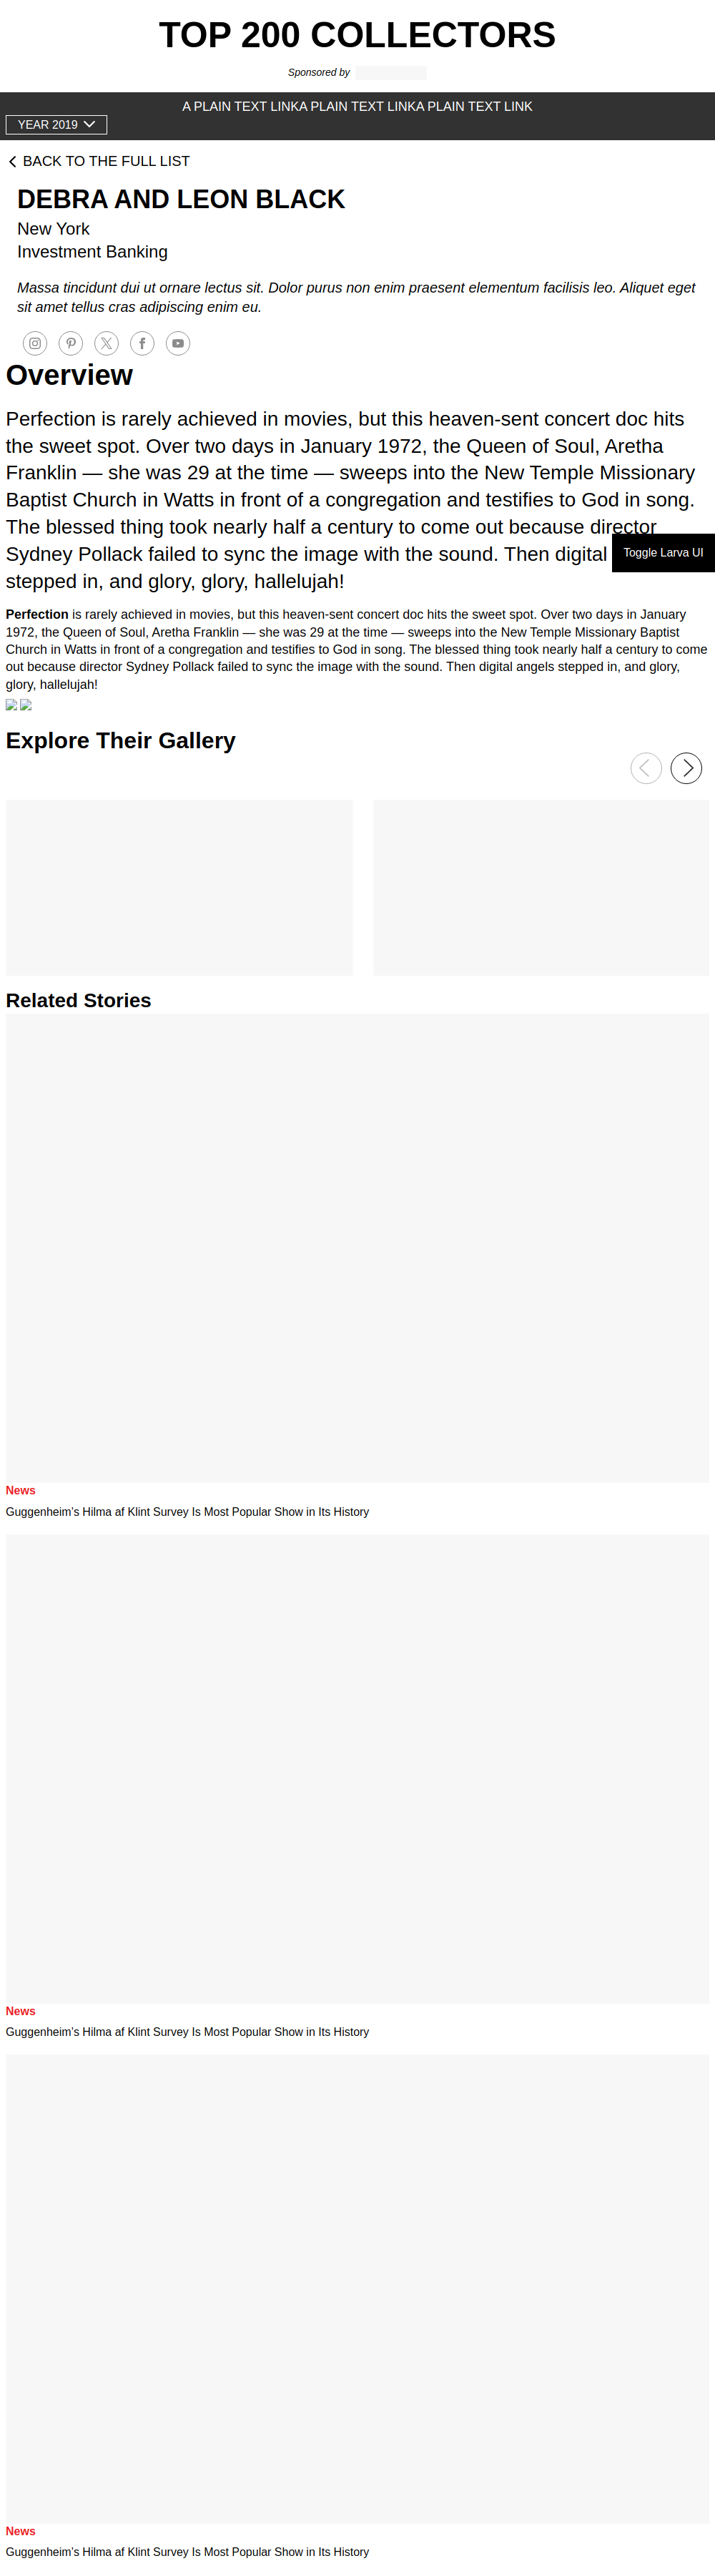 TOP 200 COLLECTORS
Sponsored by
A PLAIN TEXT LINKA PLAIN TEXT LINKA PLAIN TEXT LINK
YEAR 2019
BACK TO THE FULL LIST
DEBRA AND LEON BLACK
New York
Investment Banking
Massa tincidunt dui ut ornare lectus sit. Dolor purus non enim praesent elementum facilisis leo. Aliquet eget
sit amet tellus cras adipiscing enim eu.
Overview
Perfection is rarely achieved in movies, but this heaven-sent concert doc hits
the sweet spot. Over two days in January 1972, the Queen of Soul, Aretha
Franklin — she was 29 at the time — sweeps into the New Temple Missionary
Baptist Church in Watts in front of a congregation and testifies to God in song.
The blessed thing took nearly half a century to come out because director
Sydney Pollack failed to sync the image with the sound. Then digital
Toggle Larva UI
stepped in, and glory, glory, hallelujah!
Perfection is rarely achieved in movies, but this heaven-sent concert doc hits the sweet spot. Over two days in January
1972, the Queen of Soul, Aretha Franklin — she was 29 at the time — sweeps into the New Temple Missionary Baptist
Church in Watts in front of a congregation and testifies to God in song. The blessed thing took nearly half a century to come
out because director Sydney Pollack failed to sync the image with the sound. Then digital angels stepped in, and glory,
glory, hallelujah!
Explore Their Gallery
Related Stories
News
Guggenheim’s Hilma af Klint Survey Is Most Popular Show in Its History
News
Guggenheim’s Hilma af Klint Survey Is Most Popular Show in Its History
News
Guggenheim’s Hilma af Klint Survey Is Most Popular Show in Its History